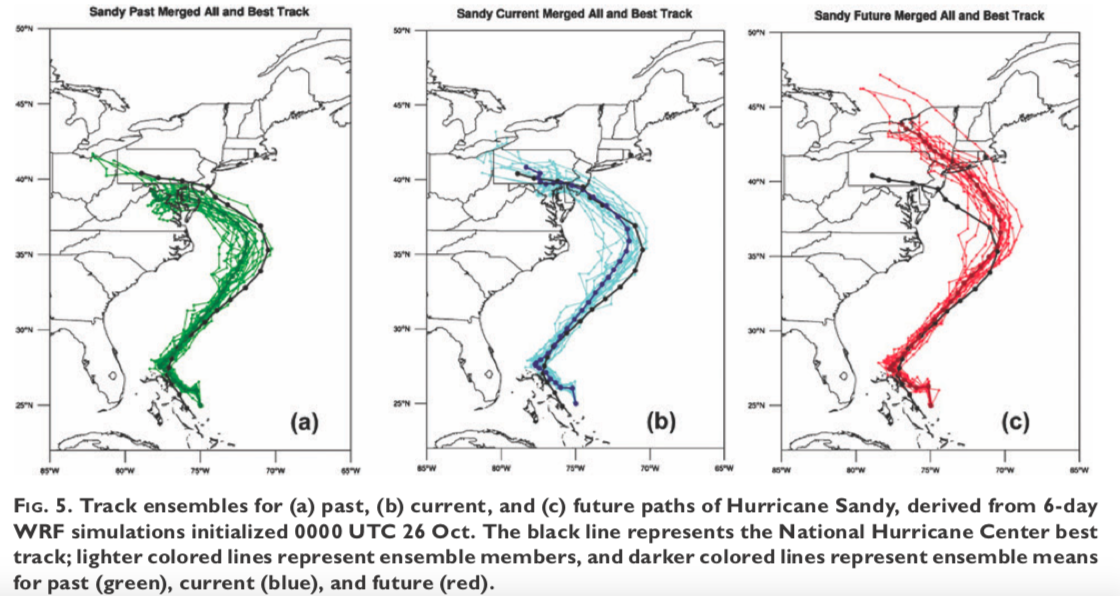 Sandy Past Merged All and Best Track
Sandy Current Merged All and Best Track
Sandy Future Merged All and Best Track
50°N
45°N
40°N
35°N
30°N
25°N
85°W
80°W
75°W
70°W
65°W
(a)
50°N
45°N
40°N
35°N
30°N
25°N
85°W
80°W
75°W
70°W
65°W
(b)
50°N
45°N
40°N
35°N
30°N
25°N
85°W
80°W
75°W
70°W
65°W
(c)
FIG. 5. Track ensembles for (a) past, (b) current, and (c) future paths of Hurricane Sandy, derived from 6-day
WRF simulations initialized 0000 UTC 26 Oct. The black line represents the National Hurricane Center best
track; lighter colored lines represent ensemble members, and darker colored lines represent ensemble means
for past (green), current (blue), and future (red).